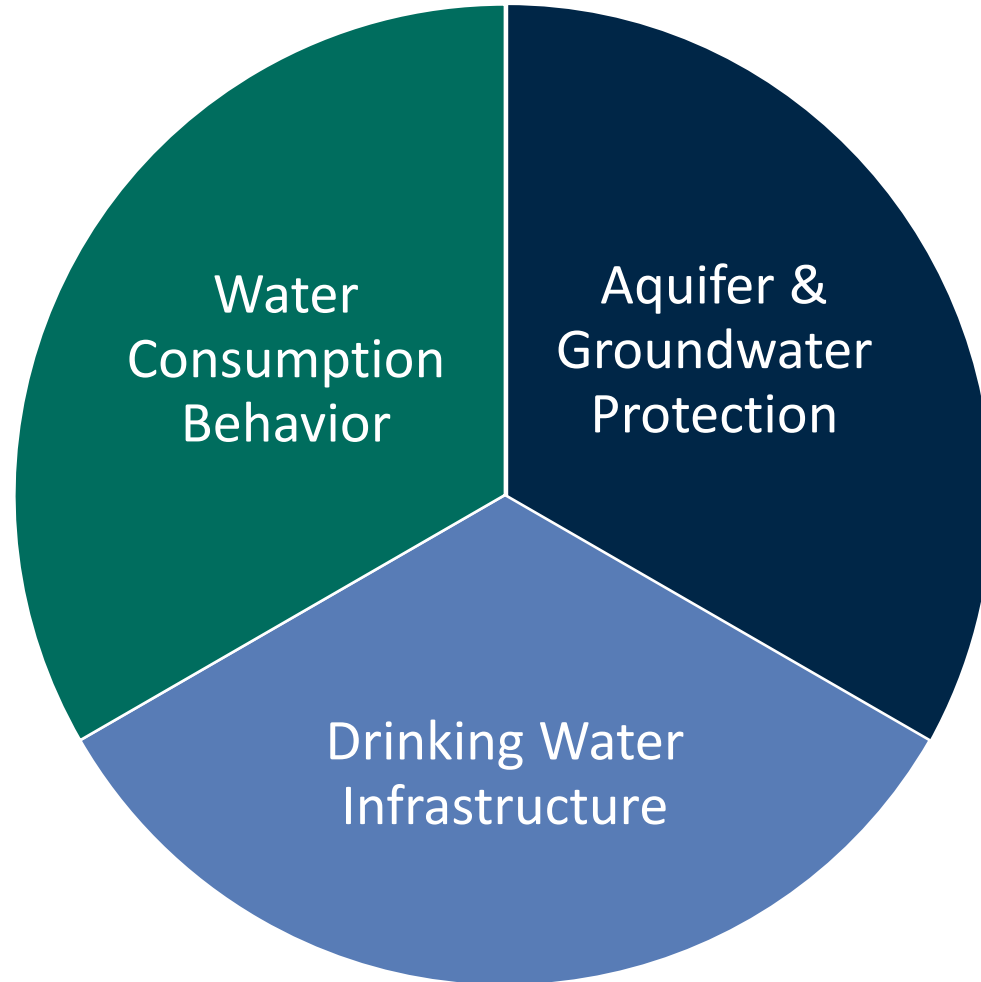 Water
Consumption
Behavior
Aquifer &
Groundwater
Protection
Drinking Water
Infrastructure